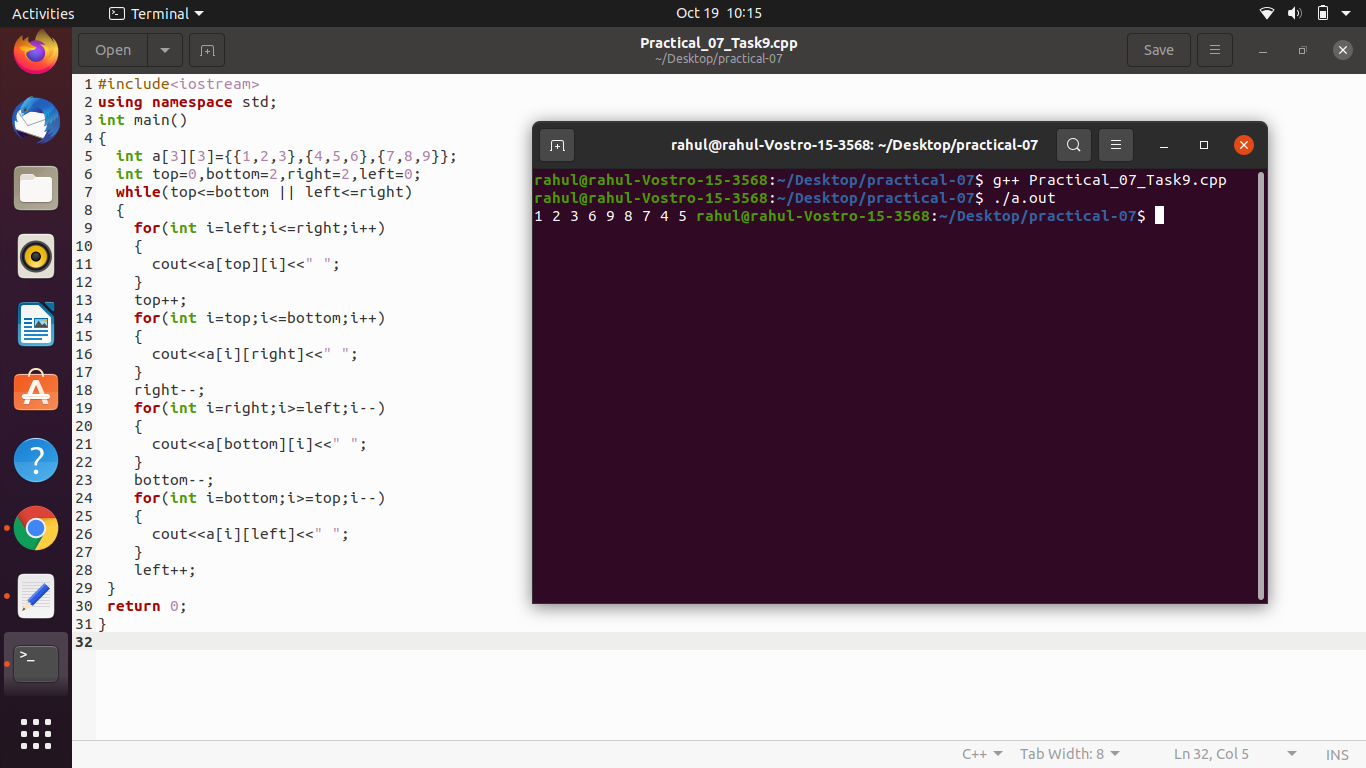 Activities Terminal Oct 19 10:15
Open Practical_07_Task9.cpp Save
~/Desktop/practical-07
1 #include<iostream>
2 using namespace std;
3 int main()
4 {
5   int a[3][3]={{1,2,3},{4,5,6},{7,8,9}};
6   int top=0,bottom=2,right=2,left=0;
7   while(top<=bottom || left<=right)
8   {
9     for(int i=left;i<=right;i++)
10     {
11       cout<<a[top][i]<<" ";
12     }
13     top++;
14     for(int i=top;i<=bottom;i++)
15     {
16       cout<<a[i][right]<<" ";
17     }
18     right--;
19     for(int i=right;i>=left;i--)
20     {
21       cout<<a[bottom][i]<<" ";
22     }
23     bottom--;
24     for(int i=bottom;i>=top;i--)
25     {
26       cout<<a[i][left]<<" ";
27     }
28     left++;
29  }
30  return 0;
31 }
32
rahul@rahul-Vostro-15-3568: ~/Desktop/practical-07
rahul@rahul-Vostro-15-3568:~/Desktop/practical-07$ g++ Practical_07_Task9.cpp
rahul@rahul-Vostro-15-3568:~/Desktop/practical-07$ ./a.out
1 2 3 6 9 8 7 4 5 rahul@rahul-Vostro-15-3568:~/Desktop/practical-07$
C++ Tab Width: 8 Ln 32, Col 5 INS